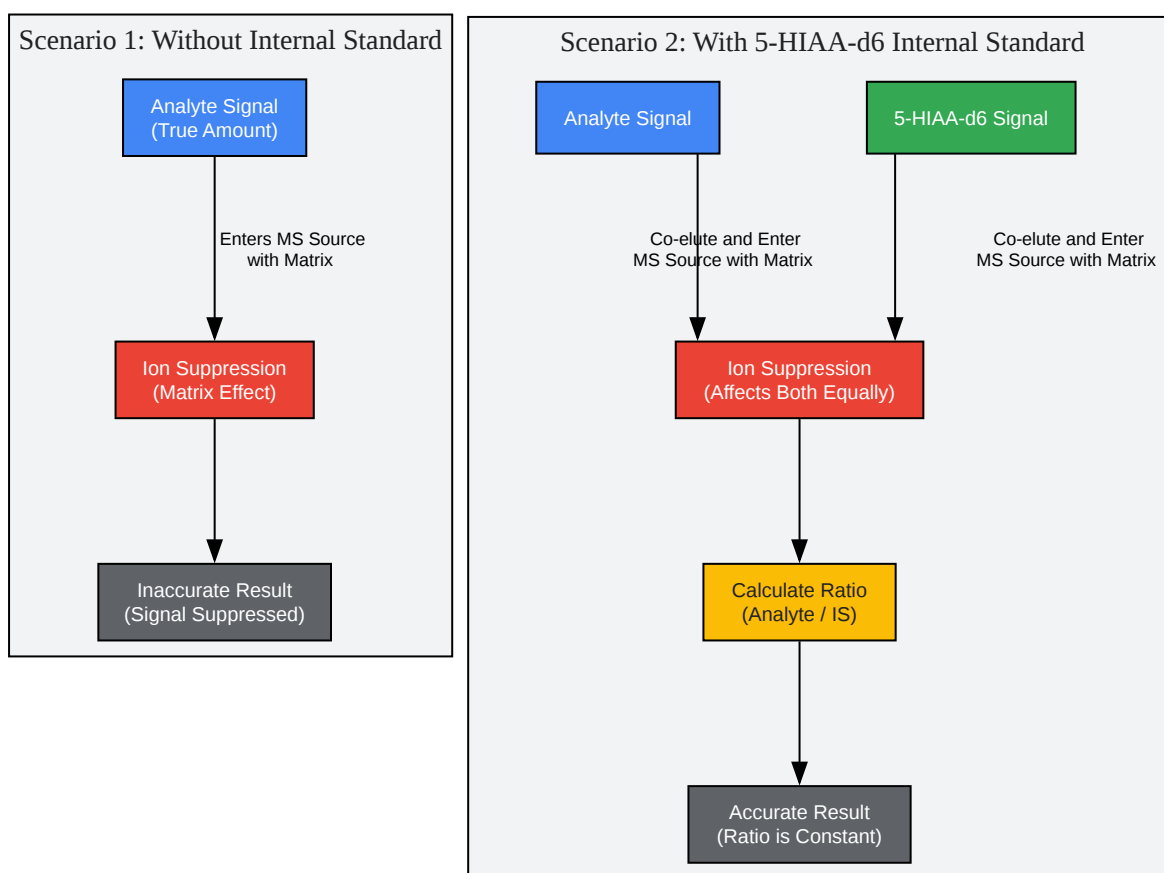 Scenario 1: Without Internal Standard
Analyte Signal
(True Amount)
Enters MS Source
with Matrix
Ion Suppression
(Matrix Effect)
Inaccurate Result
(Signal Suppressed)
Scenario 2: With 5-HIAA-d6 Internal Standard
Analyte Signal
5-HIAA-d6 Signal
Co-elute and Enter
MS Source with Matrix
Co-elute and Enter
MS Source with Matrix
Ion Suppression
(Affects Both Equally)
Calculate Ratio
(Analyte / IS)
Accurate Result
(Ratio is Constant)